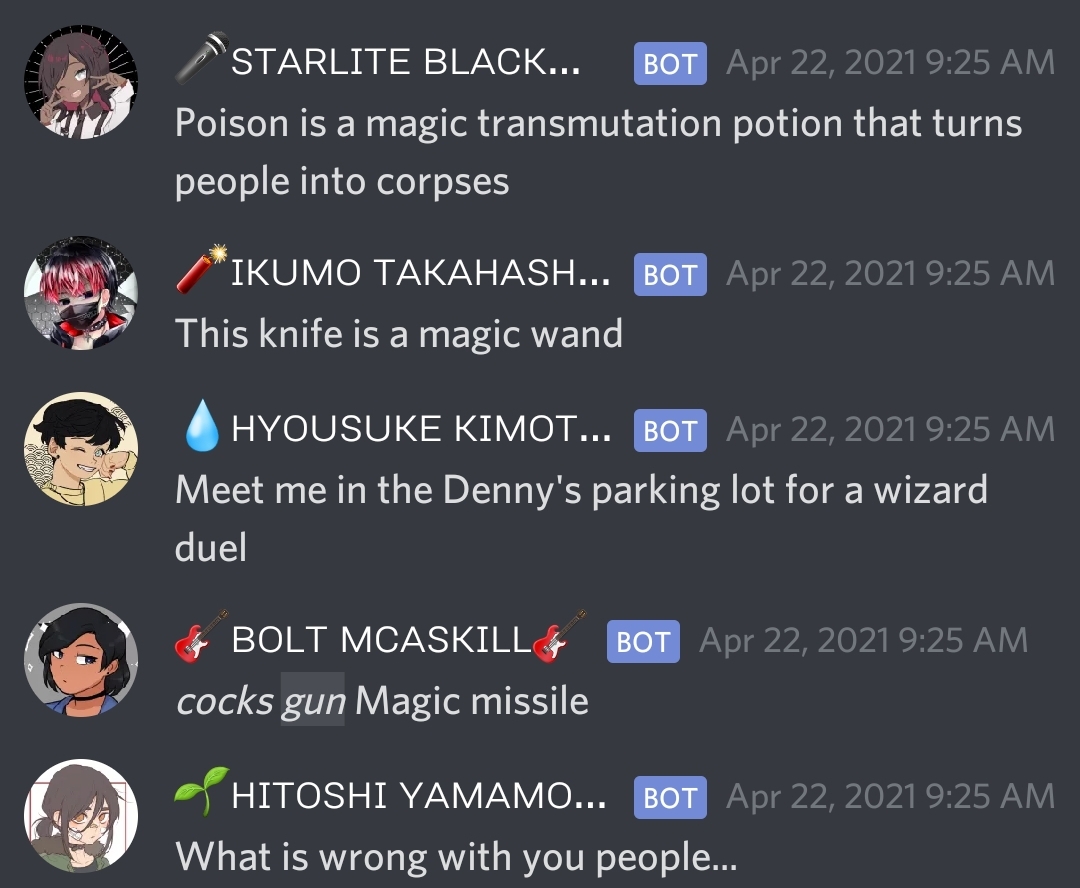 🎤STARLITE BLACK... BOT Apr 22, 2021 9:25 AM
Poison is a magic transmutation potion that turns
people into corpses
🧨IKUMO TAKAHASH... BOT Apr 22, 2021 9:25 AM
This knife is a magic wand
💧HYOUSUKE KIMOT... BOT Apr 22, 2021 9:25 AM
Meet me in the Denny's parking lot for a wizard
duel
🎸BOLT MCASKILL🎸 BOT Apr 22, 2021 9:25 AM
cocks gun Magic missile
🌱HITOSHI YAMAMO... BOT Apr 22, 2021 9:25 AM
What is wrong with you people...